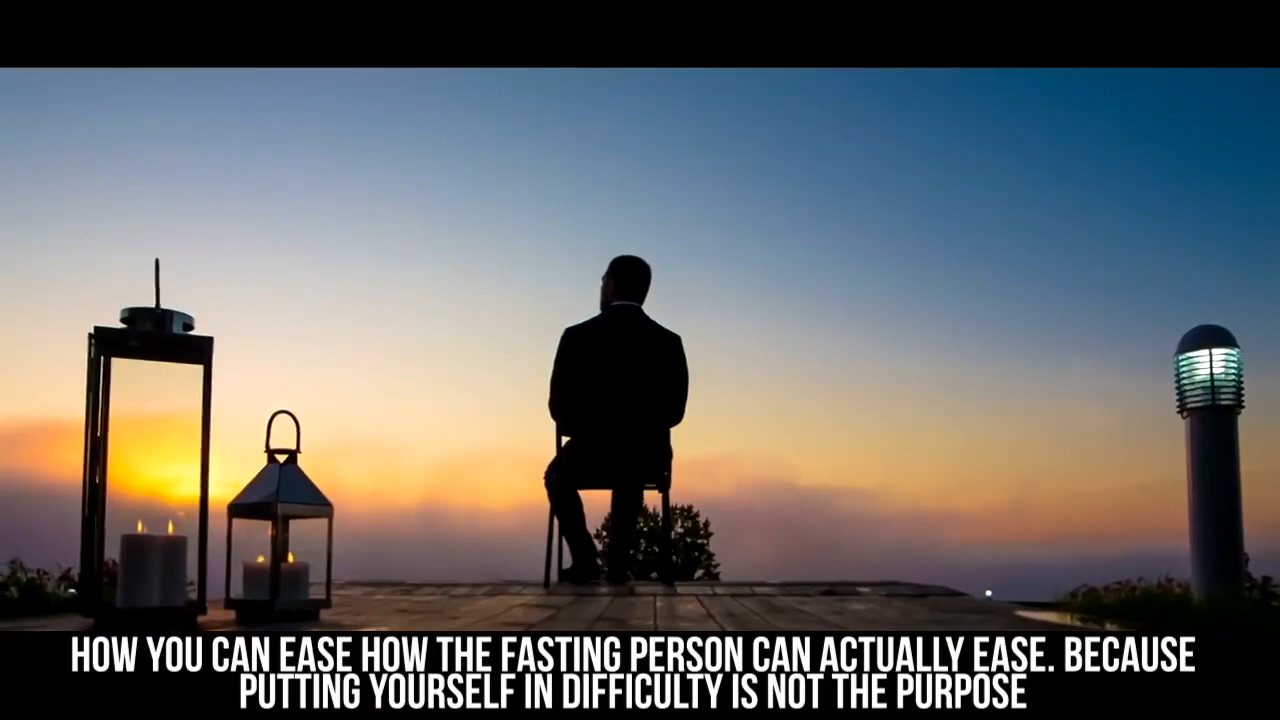 HOW YOU CAN EASE HOW THE FASTING PERSON CAN ACTUALLY EASE. BECAUSE
PUTTING YOURSELF IN DIFFICULTY IS NOT THE PURPOSE